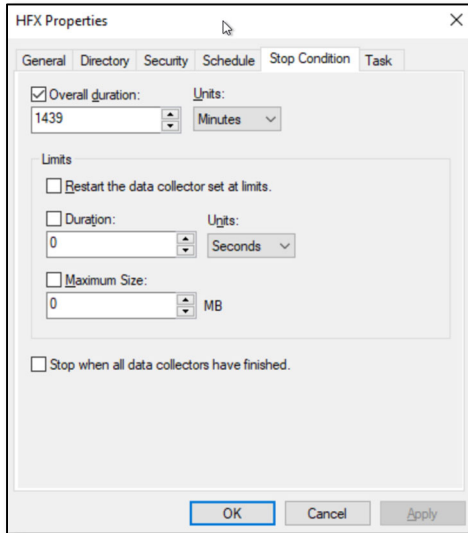 HFX Properties
General Directory Security Schedule Stop Condition Task
Overall duration: Units:
1439 Minutes
Limits
Restart the data collector set at limits.
Duration: Units:
0 Seconds
Maximum Size:
0 MB
Stop when all data collectors have finished.
OK Cancel Apply